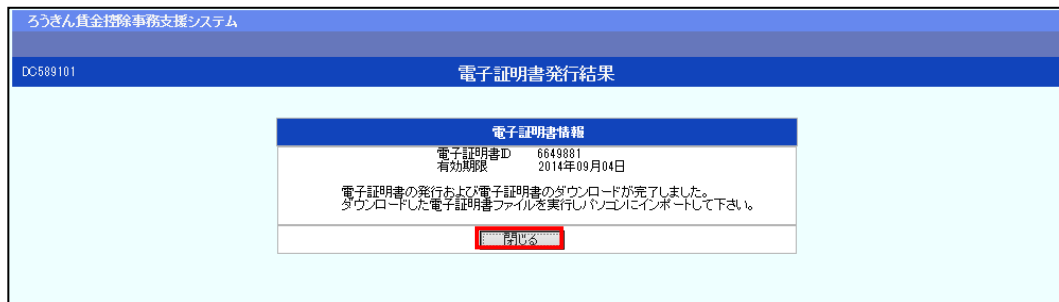 ろうきん賃金控除事務支援システム
DC589101
電子証明書発行結果
電子証明書情報
電子証明書ID 6649881
有効期限 2014年09月04日
電子証明書の発行および電子証明書のダウンロードが完了しました。
ダウンロードした電子証明書ファイルを実行しパソコンにインポートして下さい。
閉じる